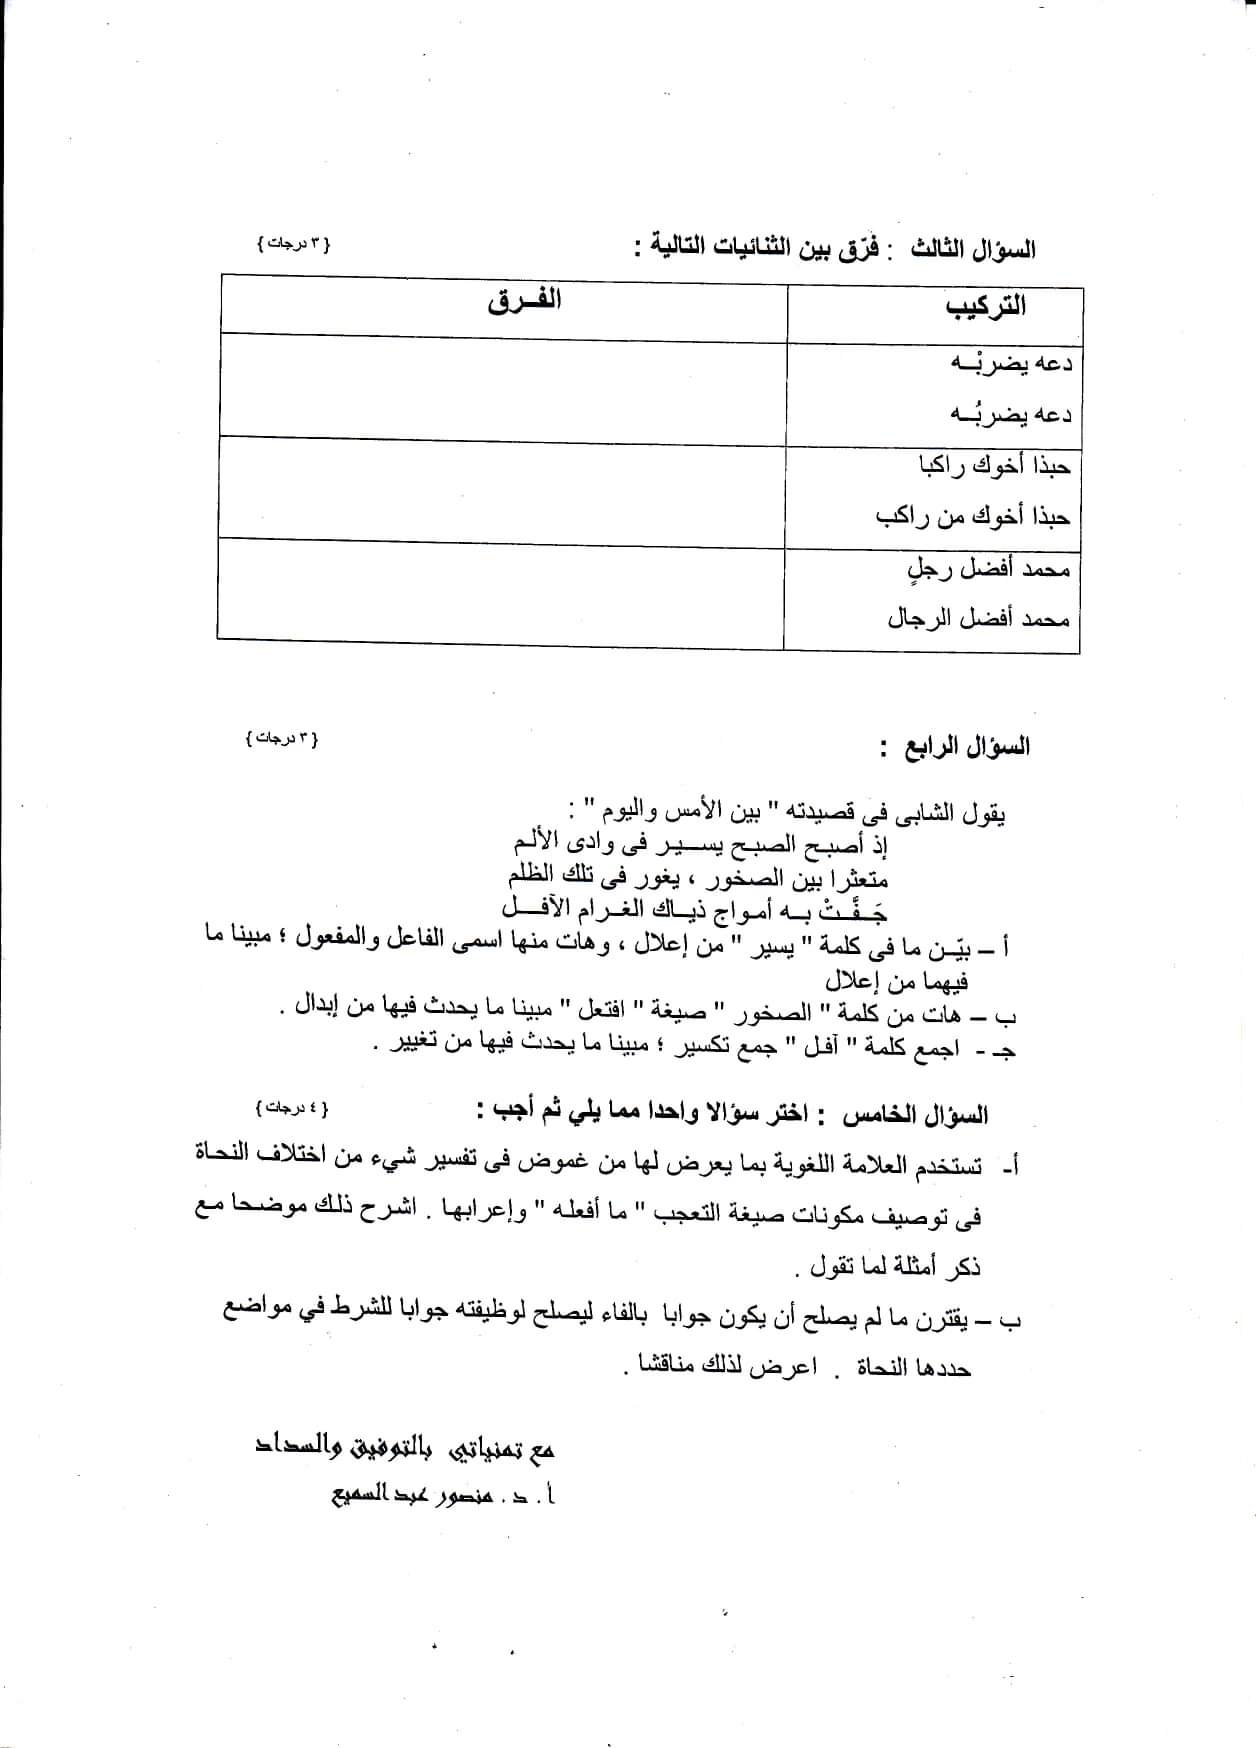 السؤال الثالث : فرّق بين الثنائيات التالية : { ٣ درجات }
التركيب الفـرق
دعه يضربْـه
دعه يضربُـه
حبذا أخوك راكبا
حبذا أخوك من راكب
محمد أفضل رجلٍ
محمد أفضل الرجال
السؤال الرابع : { ٣ درجات }
يقول الشابى فى قصيدته " بين الأمس واليوم " :
إذ أصبح الصبح يسـير فى وادى الألم
متعثرا بين الصخور ، يغور فى تلك الظلم
جَـفَّـتْ بـه أمـواج ذيـاك الغـرام الآفـل
أ – بيّـن ما فى كلمة " يسير " من إعلال ، وهات منها اسمى الفاعل والمفعول ؛ مبينا ما
فيهما من إعلال
ب – هات من كلمة " الصخور " صيغة " افتعل " مبينا ما يحدث فيها من إبدال .
جـ - اجمع كلمة " آفل " جمع تكسير ؛ مبينا ما يحدث فيها من تغيير .
السؤال الخامس : اختر سؤالا واحدا مما يلي ثم أجب : { ٤ درجات }
أ- تستخدم العلامة اللغوية بما يعرض لها من غموض فى تفسير شيء من اختلاف النحاة
فى توصيف مكونات صيغة التعجب " ما أفعله " وإعرابها . اشرح ذلك موضحا مع
ذكر أمثلة لما تقول .
ب – يقترن ما لم يصلح أن يكون جوابا بالفاء ليصلح لوظيفته جوابا للشرط في مواضع
حددها النحاة . اعرض لذلك مناقشا .
مع تمنياتي بالتوفيق والسداد
أ. د. منصور عبد السميع